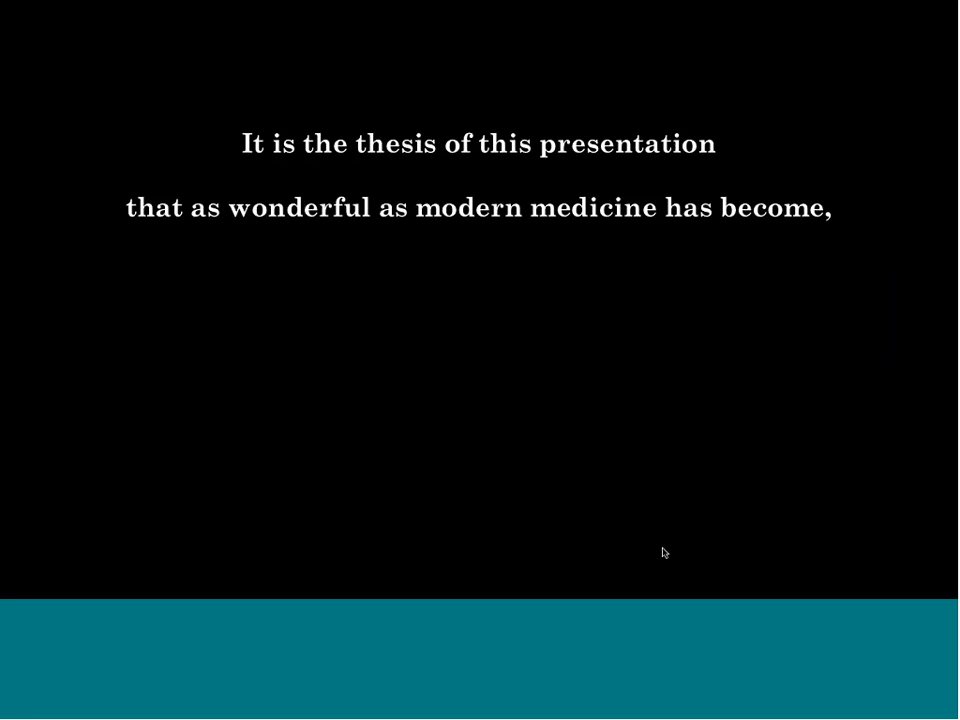 It is the thesis of this presentation
that as wonderful as modern medicine has become,